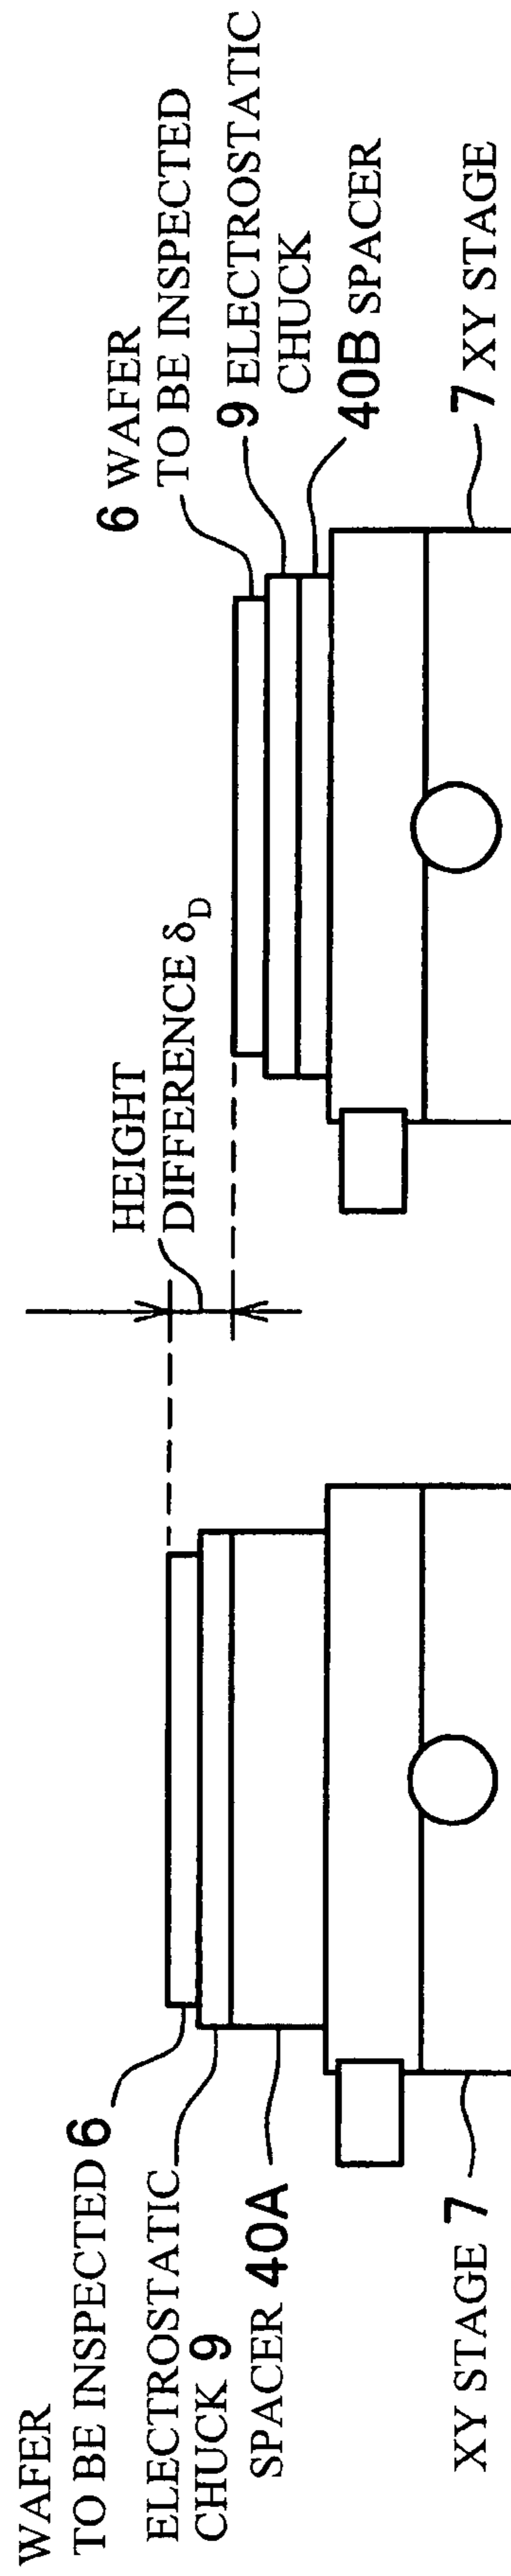 WAFER
TO BE INSPECTED 6
ELECTROSTATIC
CHUCK 9
SPACER 40A
XY STAGE 7
HEIGHT
DIFFERENCE δD
6 WAFER
TO BE INSPECTED
9 ELECTROSTATIC
CHUCK
40B SPACER
7 XY STAGE